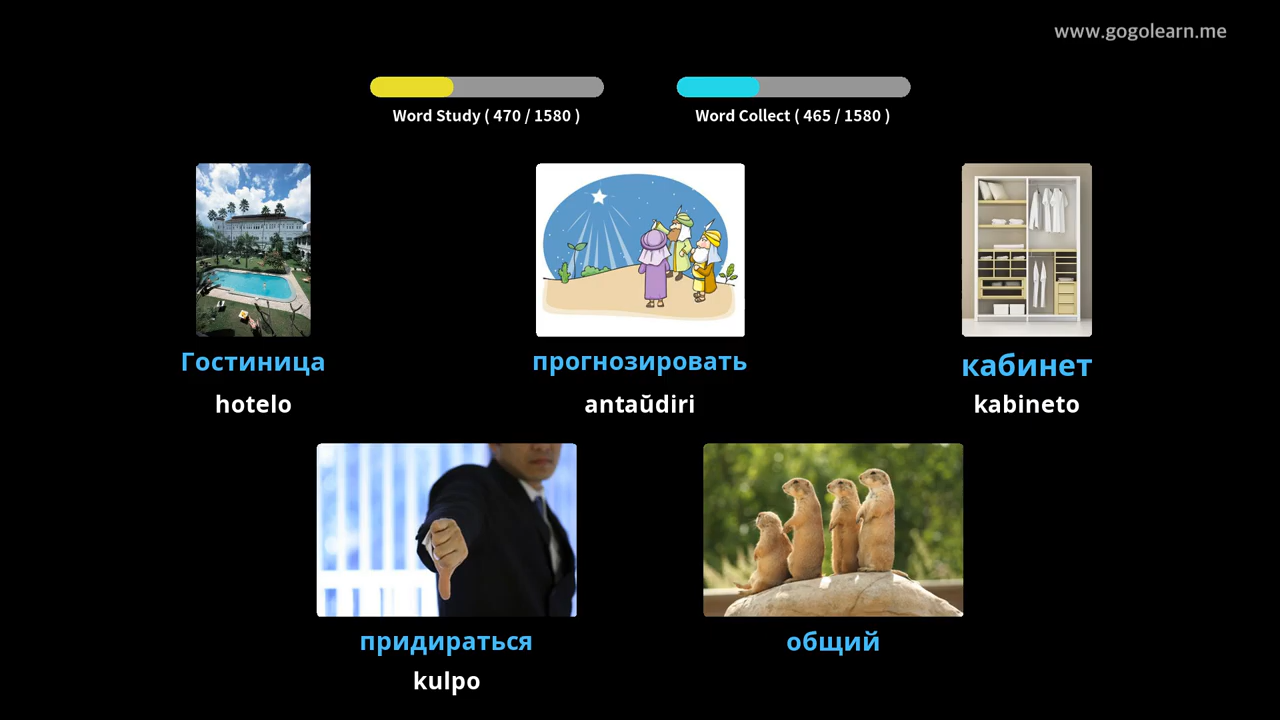 www.gogolearn.me
Word Study ( 470 / 1580 )
Word Collect ( 465 / 1580 )
Гостиница
прогнозировать
кабинет
hotelo
antaŭdiri
kabineto
придираться
общий
kulpo